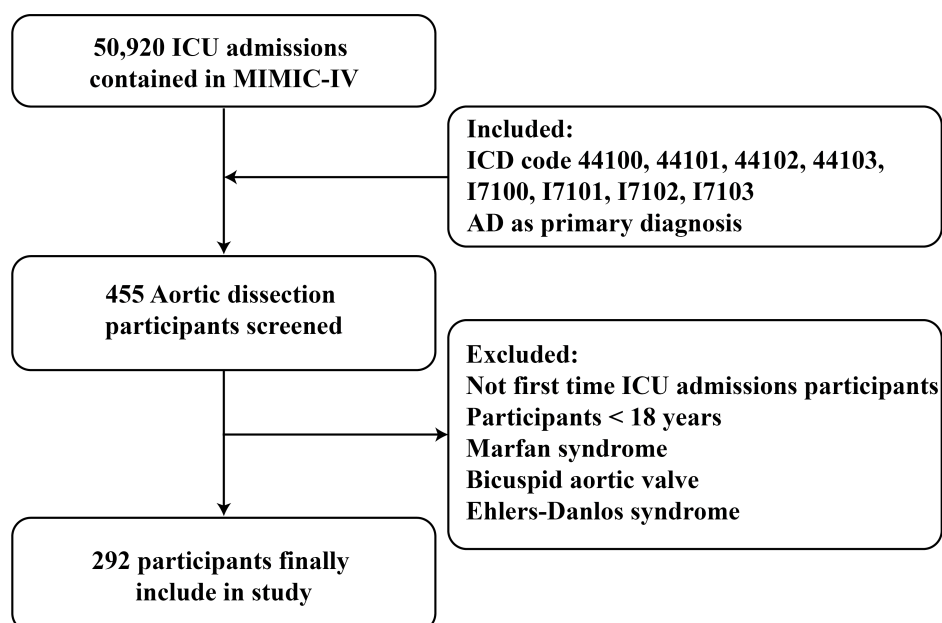 50,920 ICU admissions
contained in MIMIC-IV
Included:
ICD code 44100, 44101, 44102, 44103,
I7100, I7101, I7102, I7103
AD as primary diagnosis
455 Aortic dissection
participants screened
Excluded:
Not first time ICU admissions participants
Participants < 18 years
Marfan syndrome
Bicuspid aortic valve
Ehlers-Danlos syndrome
292 participants finally
include in study